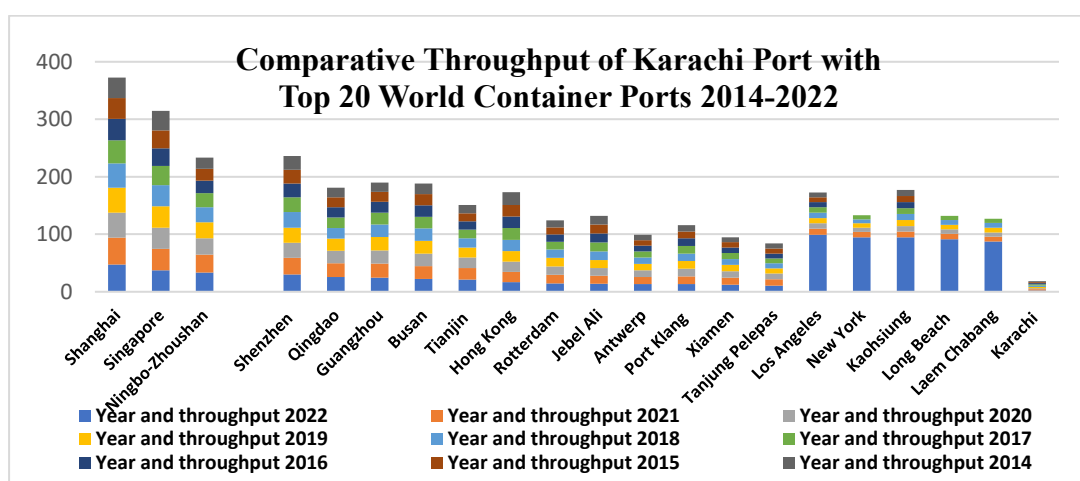 Comparative Throughput of Karachi Port with
Top 20 World Container Ports 2014-2022
400
300
200
100
0
Shanghai
Singapore
Ningbo-Zhoushan
Shenzhen
Qingdao
Guangzhou
Busan
Tianjin
Hong Kong
Rotterdam
Jebel Ali
Antwerp
Port Klang
Xiamen
Tanjung Pelepas
Los Angeles
New York
Kaohsiung
Long Beach
Laem Chabang
Karachi
Year and throughput 2022
Year and throughput 2021
Year and throughput 2020
Year and throughput 2019
Year and throughput 2018
Year and throughput 2017
Year and throughput 2016
Year and throughput 2015
Year and throughput 2014